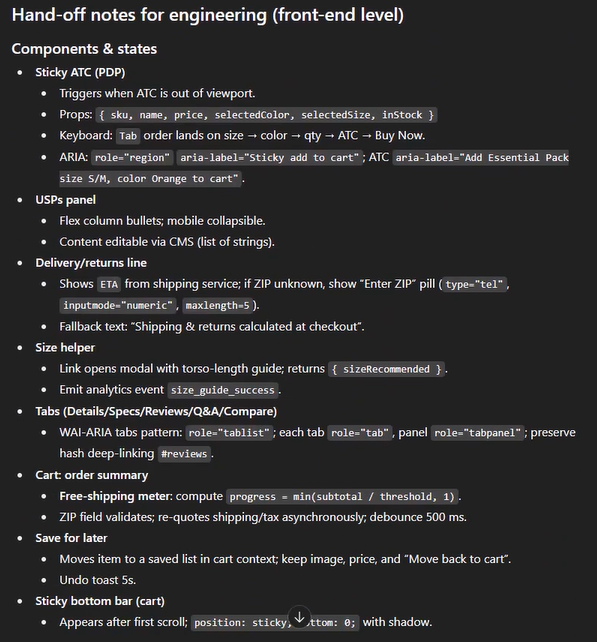 Hand-off notes for engineering (front-end level)
Components & states
• Sticky ATC (PDP)
• Triggers when ATC is out of viewport.
• Props: { sku, name, price, selectedColor, selectedSize, inStock }
• Keyboard: Tab order lands on size → color → qty → ATC → Buy Now.
• ARIA: role="region" aria-label="Sticky add to cart"; ATC aria-label="Add Essential Pack
size S/M, color Orange to cart".
• USPs panel
• Flex column bullets; mobile collapsible.
• Content editable via CMS (list of strings).
• Delivery/returns line
• Shows ETA from shipping service; if ZIP unknown, show “Enter ZIP” pill (type="tel",
inputmode="numeric", maxlength=5).
• Fallback text: “Shipping & returns calculated at checkout”.
• Size helper
• Link opens modal with torso-length guide; returns { sizeRecommended }.
• Emit analytics event size_guide_success.
• Tabs (Details/Specs/Reviews/Q&A/Compare)
• WAI-ARIA tabs pattern: role="tablist"; each tab role="tab", panel role="tabpanel"; preserve
hash deep-linking #reviews.
• Cart: order summary
• Free-shipping meter: compute progress = min(subtotal / threshold, 1).
• ZIP field validates; re-quotes shipping/tax asynchronously; debounce 500 ms.
• Save for later
• Moves item to a saved list in cart context; keep image, price, and “Move back to cart”.
• Undo toast 5s.
• Sticky bottom bar (cart)
• Appears after first scroll; position: sticky; 0; with shadow.